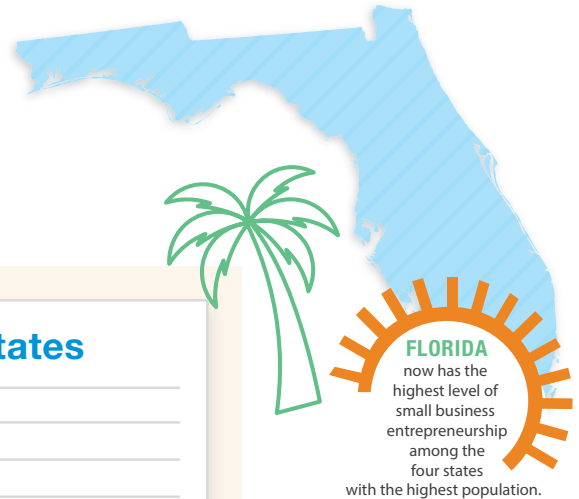 tates
FLORIDA
now has the
highest level of
small business
entrepreneurship
among the
four states
with the highest population.